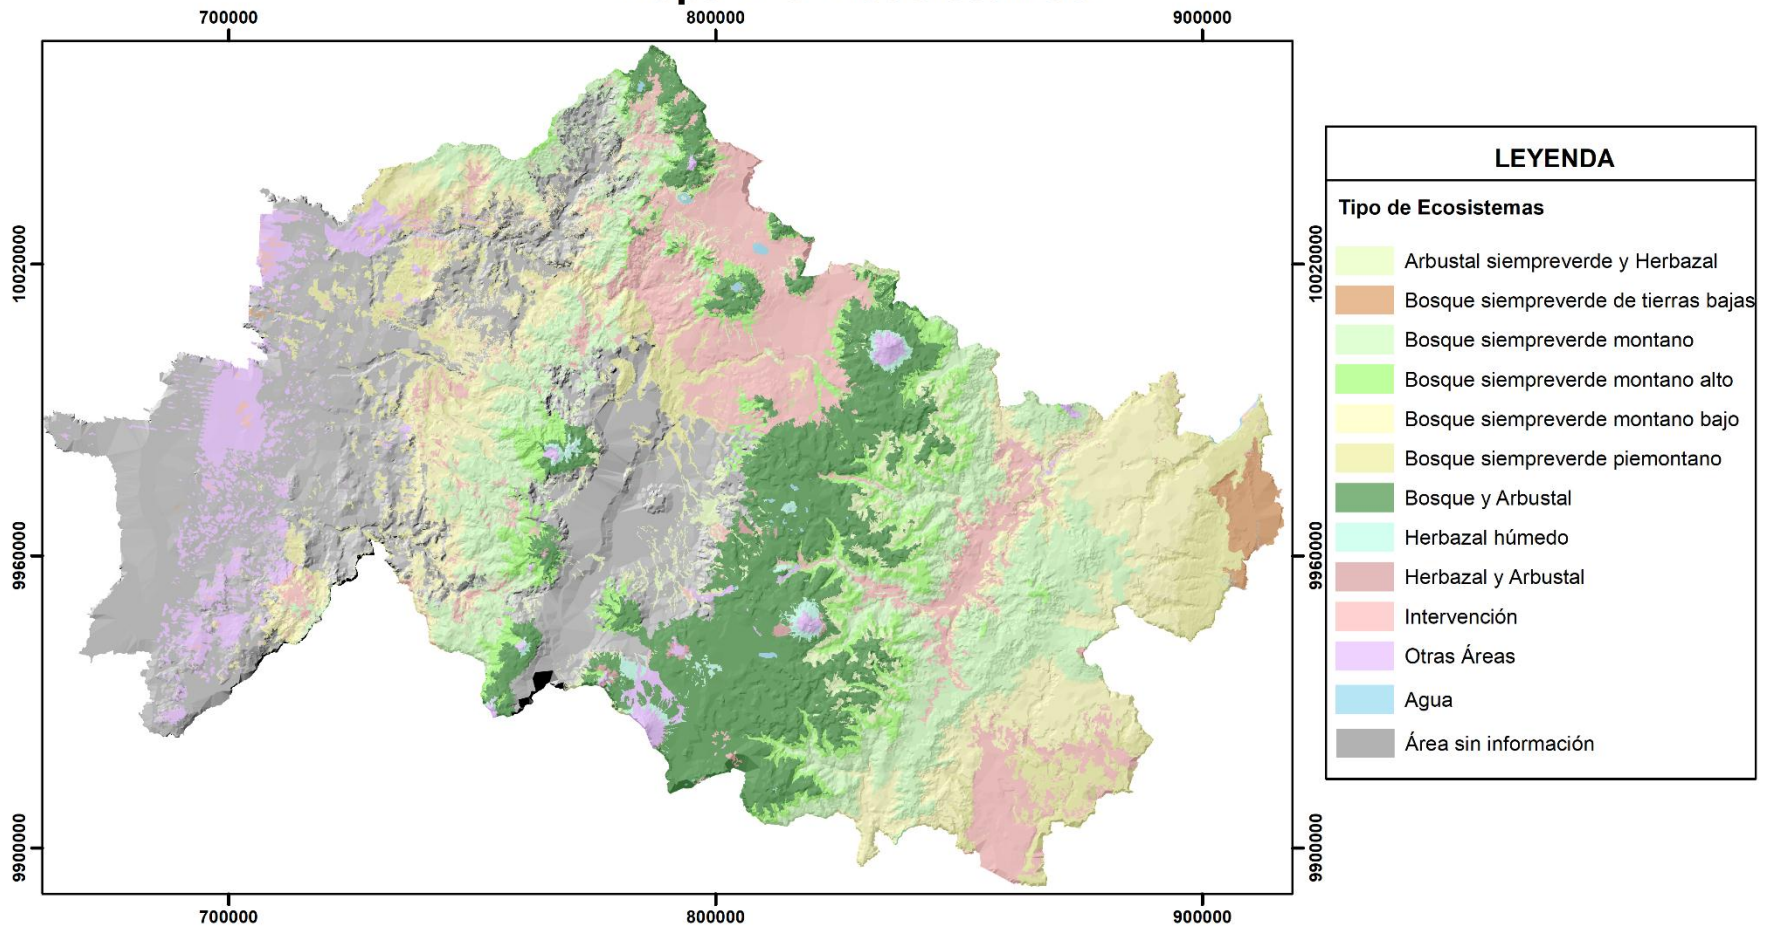 700000
800000
900000
10020000
10020000
9960000
9960000
9900000
9900000
700000
800000
900000
LEYENDA
Tipo de Ecosistemas
Arbustal siempreverde y Herbazal
Bosque siempreverde de tierras bajas
Bosque siempreverde montano
Bosque siempreverde montano alto
Bosque siempreverde montano bajo
Bosque siempreverde piemontano
Bosque y Arbustal
Herbazal húmedo
Herbazal y Arbustal
Intervención
Otras Áreas
Agua
Área sin información